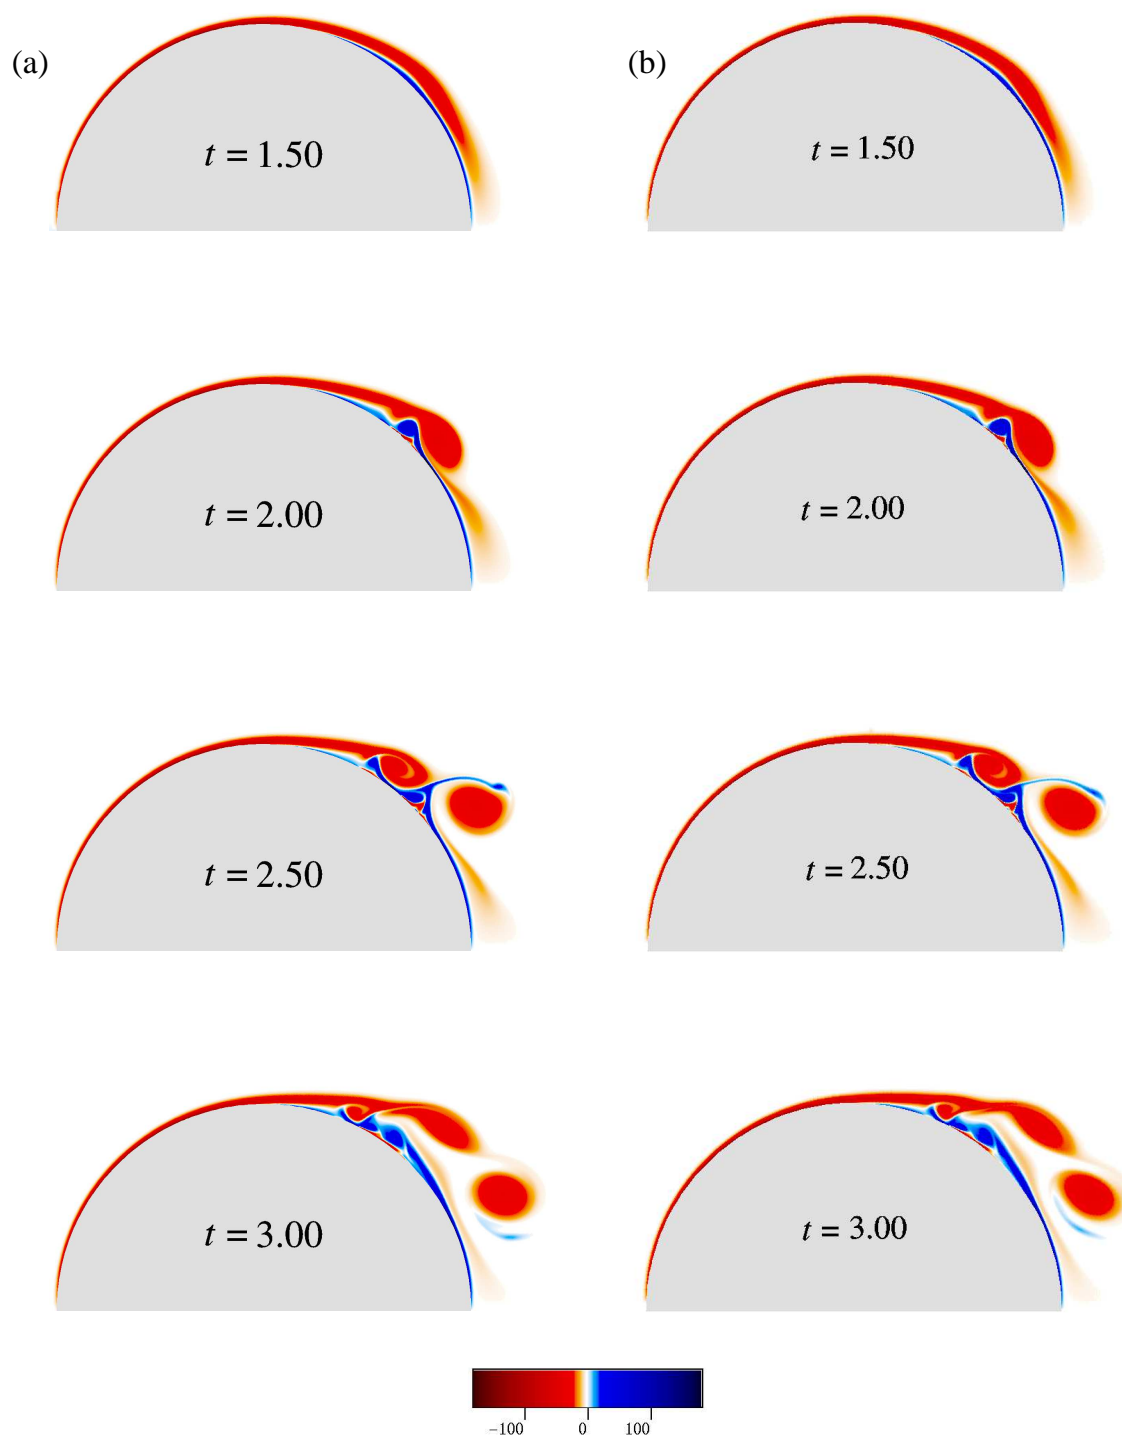 (a) (b)
t = 1.50 t = 1.50
t = 2.00 t = 2.00
t = 2.50 t = 2.50
t = 3.00 t = 3.00
−100 0 100